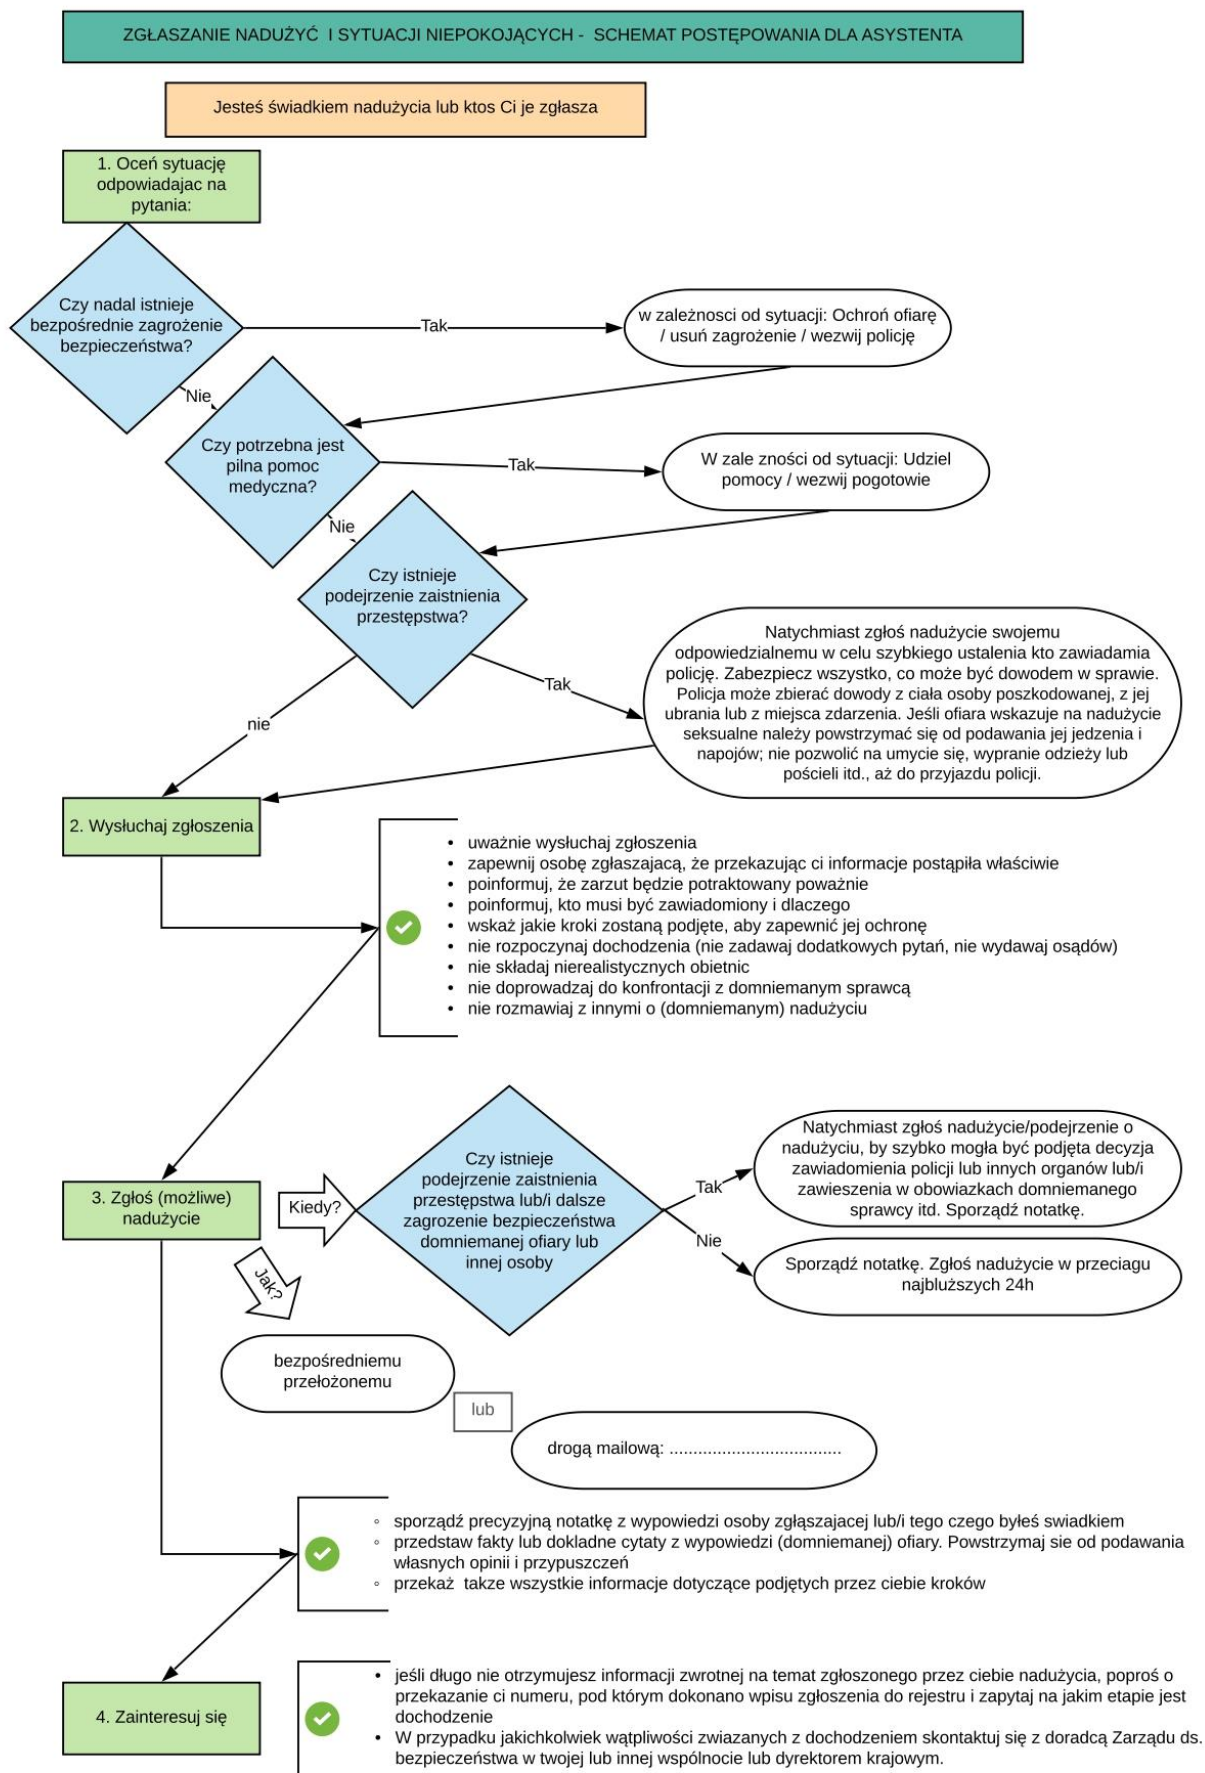 ZGŁASZANIE NADUŻYĆ I SYTUACJI NIEPOKOJĄCYCH - SCHEMAT POSTĘPOWANIA DLA ASYSTENTA
Jesteś świadkiem nadużycia lub ktos Ci je zgłasza
1. Oceń sytuację
odpowiadajac na
pytania:
Czy nadal istnieje
bezpośrednie zagrożenie
bezpieczeństwa?
Tak
w zależnosci od sytuacji: Ochroń ofiarę
/ usuń zagrożenie / wezwij policję
Nie
Czy potrzebna jest
pilna pomoc
medyczna?
Tak
W zale zności od sytuacji: Udziel
pomocy / wezwij pogotowie
Nie
Czy istnieje
podejrzenie zaistnienia
przestępstwa?
Tak
Natychmiast zgłoś nadużycie swojemu
odpowiedzialnemu w celu szybkiego ustalenia kto zawiadamia
policję. Zabezpiecz wszystko, co może być dowodem w sprawie.
Policja może zbierać dowody z ciała osoby poszkodowanej, z jej
ubrania lub z miejsca zdarzenia. Jeśli ofiara wskazuje na nadużycie
seksualne należy powstrzymać się od podawania jej jedzenia i
napojów; nie pozwolić na umycie się, wypranie odzieży lub
pościeli itd., aż do przyjazdu policji.
nie
2. Wysłuchaj zgłoszenia
• uważnie wysłuchaj zgłoszenia
• zapewnij osobę zgłaszajacą, że przekazując ci informacje postąpiła właściwie
• poinformuj, że zarzut będzie potraktowany poważnie
• poinformuj, kto musi być zawiadomiony i dlaczego
• wskaż jakie kroki zostaną podjęte, aby zapewnić jej ochronę
• nie rozpoczynaj dochodzenia (nie zadawaj dodatkowych pytań, nie wydawaj osądów)
• nie składaj nierealistycznych obietnic
• nie doprowadzaj do konfrontacji z domniemanym sprawcą
• nie rozmawiaj z innymi o (domniemanym) nadużyciu
3. Zgłoś (możliwe)
nadużycie
Kiedy?
Czy istnieje
podejrzenie zaistnienia
przestępstwa lub/i dalsze
zagrozenie bezpieczeństwa
domniemanej ofiary lub
innej osoby
Tak
Natychmiast zgłoś nadużycie/podejrzenie o
nadużyciu, by szybko mogła być podjęta decyzja
zawiadomienia policji lub innych organów lub/i
zawieszenia w obowiazkach domniemanego
sprawcy itd. Sporządź notatkę.
Nie
Sporządź notatkę. Zgłoś nadużycie w przeciagu
najbluższych 24h
Jak?
bezpośredniemu
przełożonemu
lub
drogą mailową: ....................................
◦ sporządź precyzyjną notatkę z wypowiedzi osoby zgłąszajacej lub/i tego czego byłeś swiadkiem
◦ przedstaw fakty lub dokladne cytaty z wypowiedzi (domniemanej) ofiary. Powstrzymaj sie od podawania
własnych opinii i przypuszczeń
◦ przekaż takze wszystkie informacje dotyczące podjętych przez ciebie kroków
4. Zainteresuj się
• jeśli długo nie otrzymujesz informacji zwrotnej na temat zgłoszonego przez ciebie nadużycia, poproś o
przekazanie ci numeru, pod którym dokonano wpisu zgłoszenia do rejestru i zapytaj na jakim etapie jest
dochodzenie
• W przypadku jakichkolwiek wątpliwości zwiazanych z dochodzeniem skontaktuj się z doradcą Zarządu ds.
bezpieczeństwa w twojej lub innej wspólnocie lub dyrektorem krajowym.